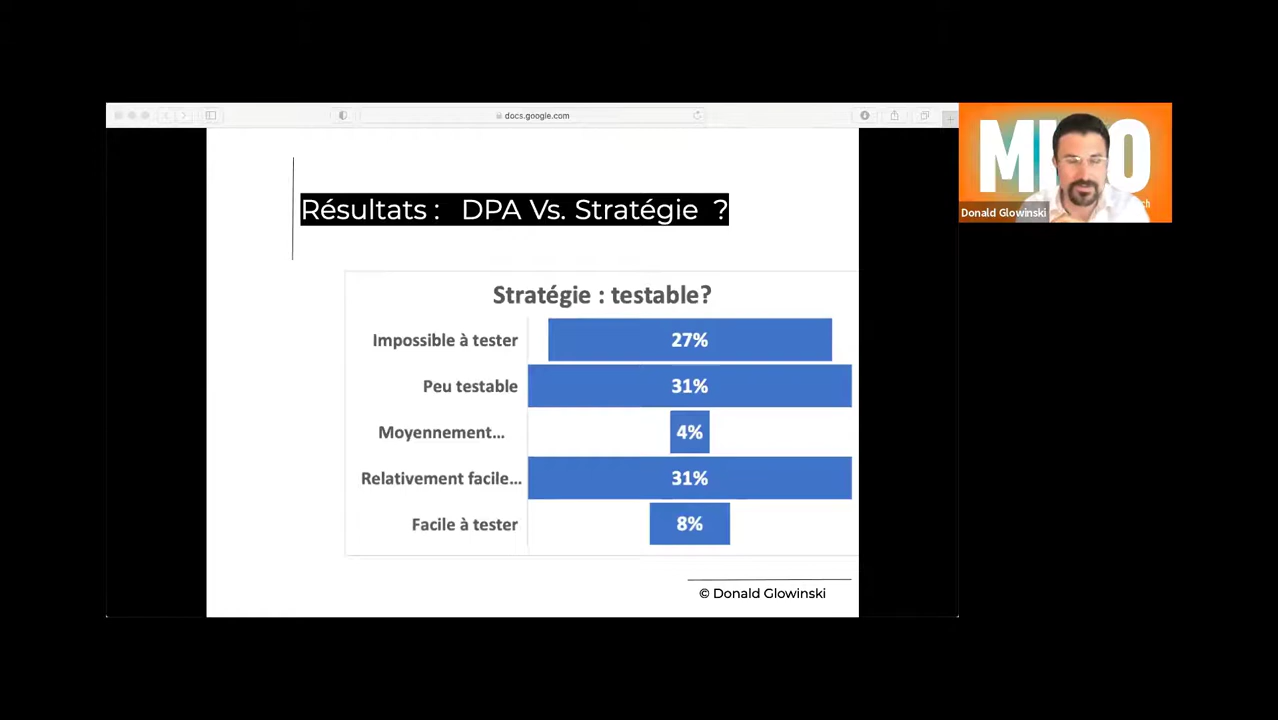 docs.google.com
Résultats : DPA Vs. Stratégie ?
Stratégie : testable?
Impossible à tester
27%
Peu testable
31%
Moyennement…
4%
Relativement facile…
31%
Facile à tester
8%
© Donald Glowinski
Donald Glowinski